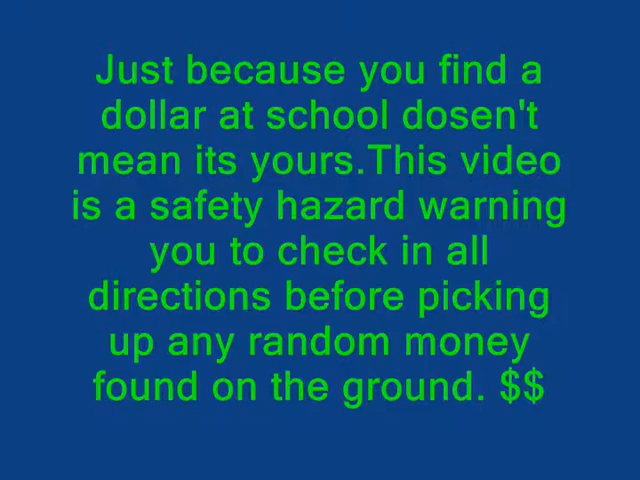 Just because you find a
dollar at school dosen't
mean its yours.This video
is a safety hazard warning
you to check in all
directions before picking
up any random money
found on the ground. $$